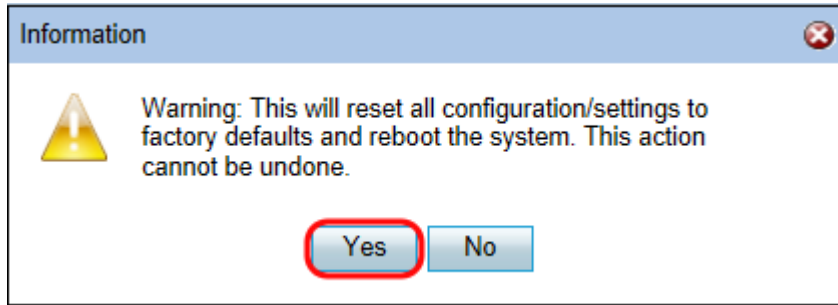 Information
Warning: This will reset all configuration/settings to
factory defaults and reboot the system. This action
cannot be undone.
Yes No